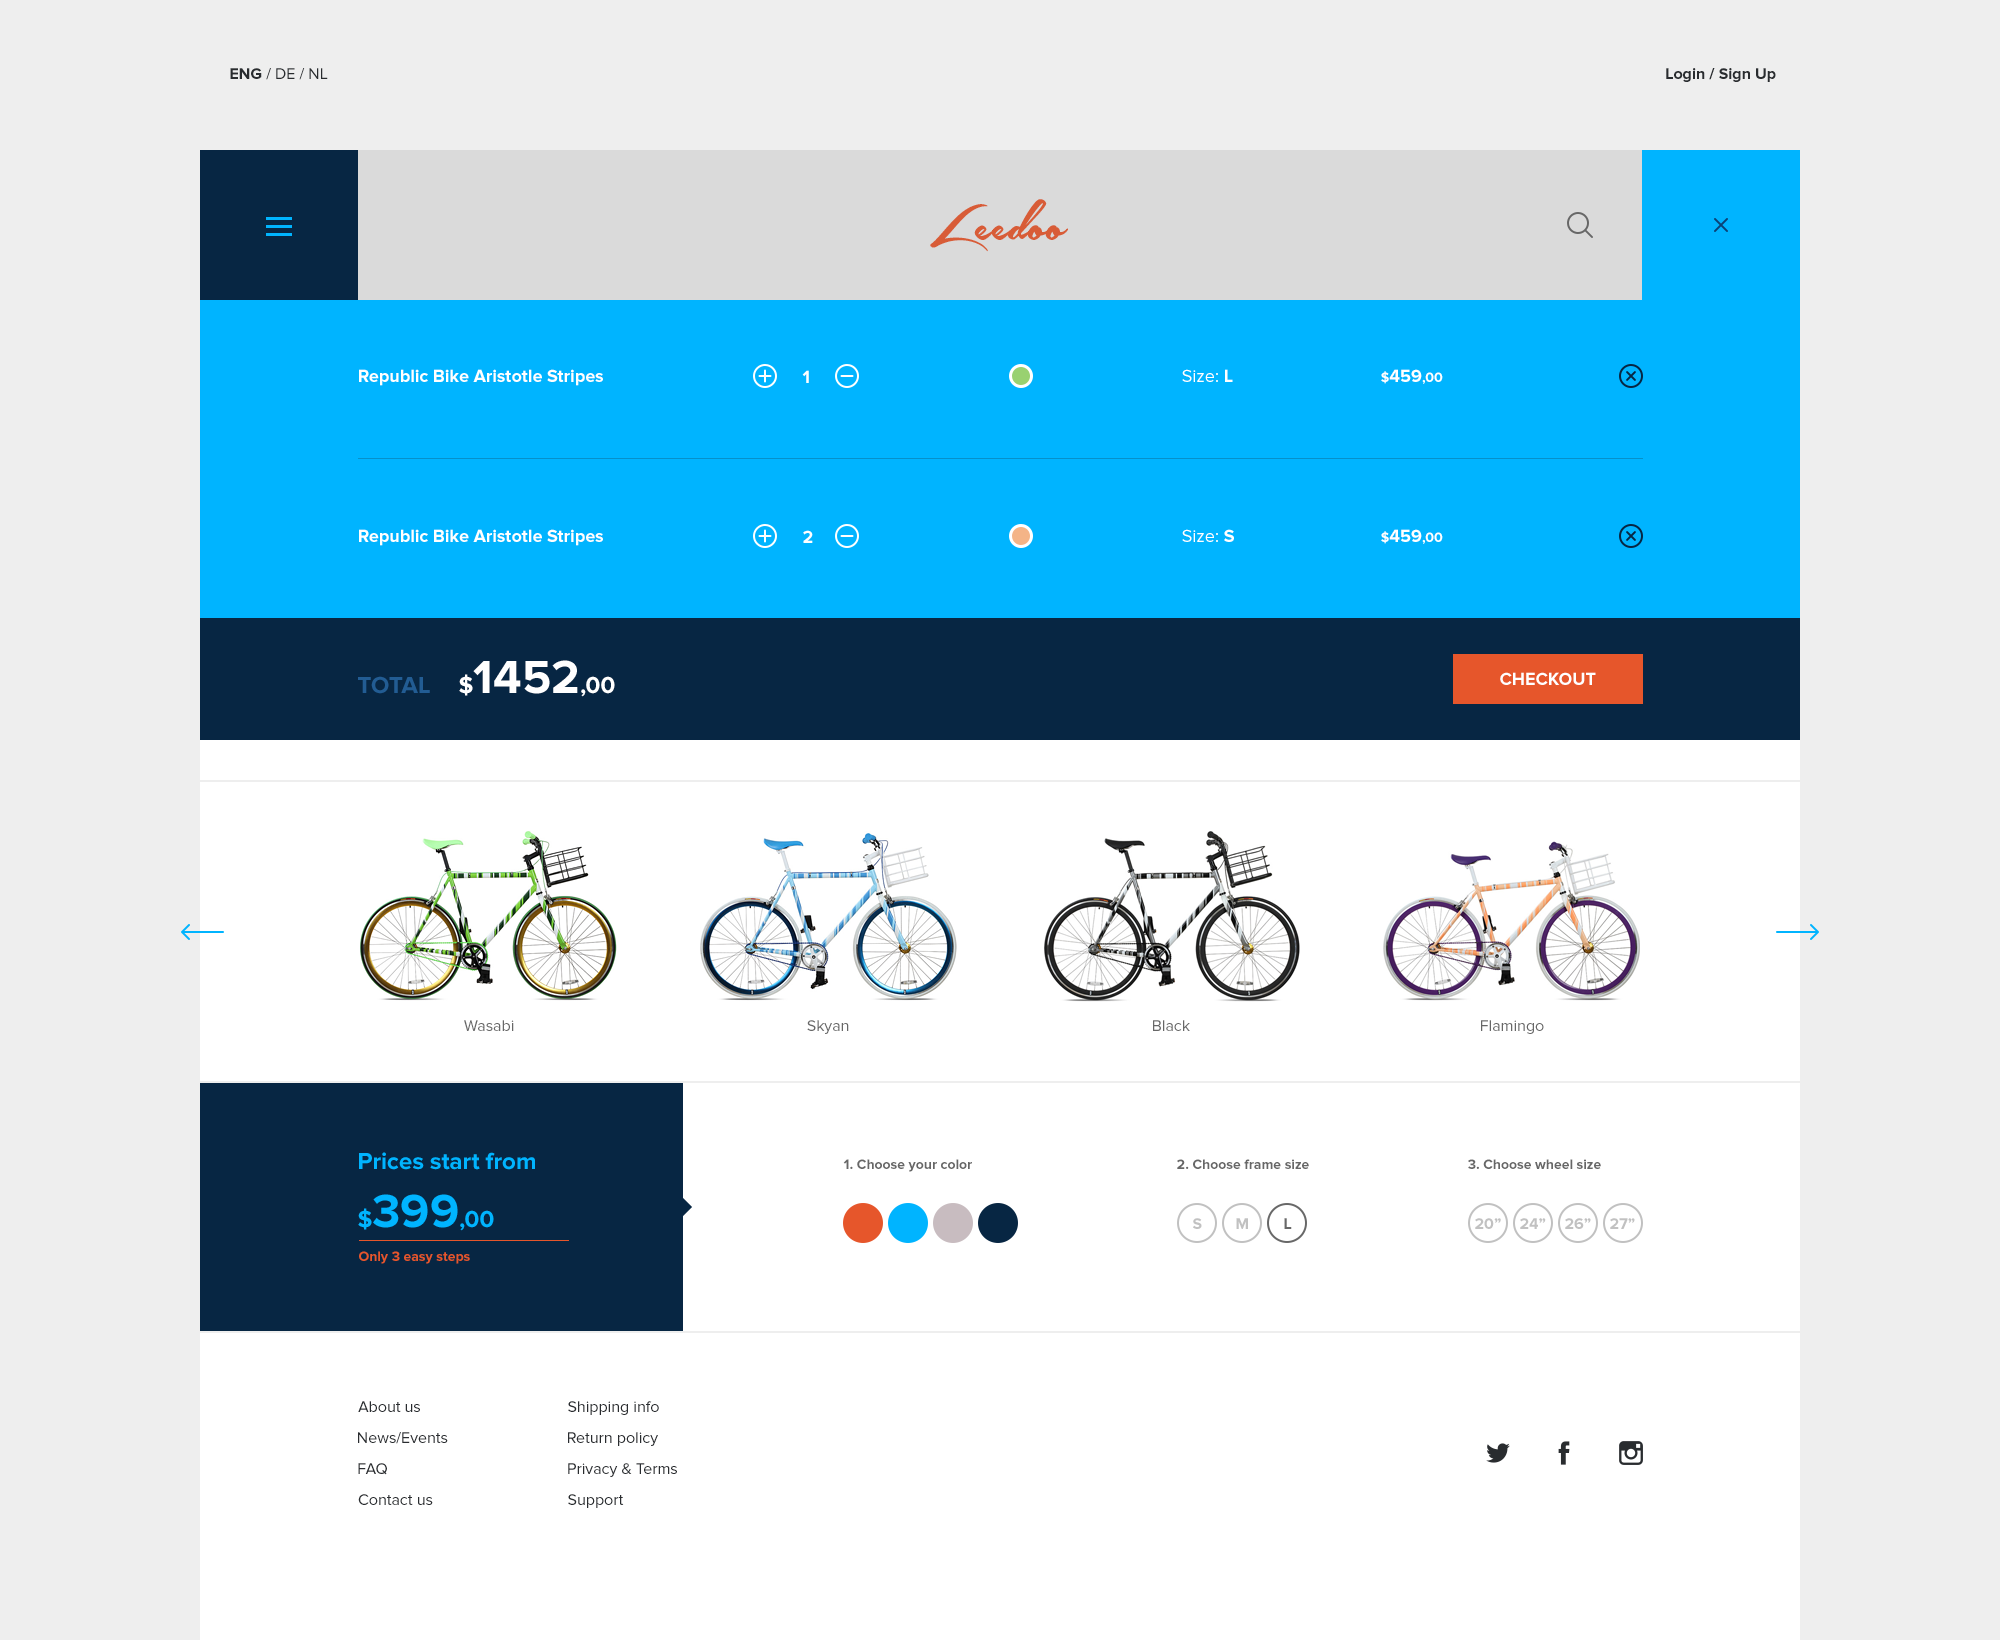 ENG / DE / NL
Login / Sign Up
Leedoo
Republic Bike Aristotle Stripes 1 Size: L $459,00
Republic Bike Aristotle Stripes 2 Size: S $459,00
TOTAL $1452,00
CHECKOUT
Wasabi
Skyan
Black
Flamingo
Prices start from
$399,00
Only 3 easy steps
1. Choose your color
2. Choose frame size
S M L
3. Choose wheel size
20” 24” 26” 27”
About us
News/Events
FAQ
Contact us
Shipping info
Return policy
Privacy & Terms
Support